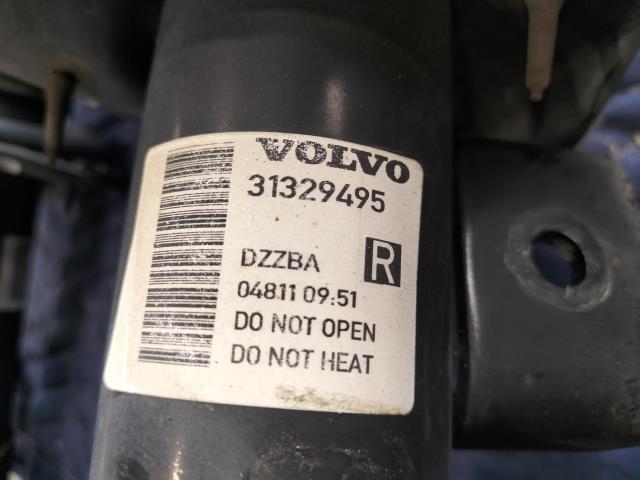 VOLVO
31329495
DZZBA R
04811 09:51
DO NOT OPEN
DO NOT HEAT